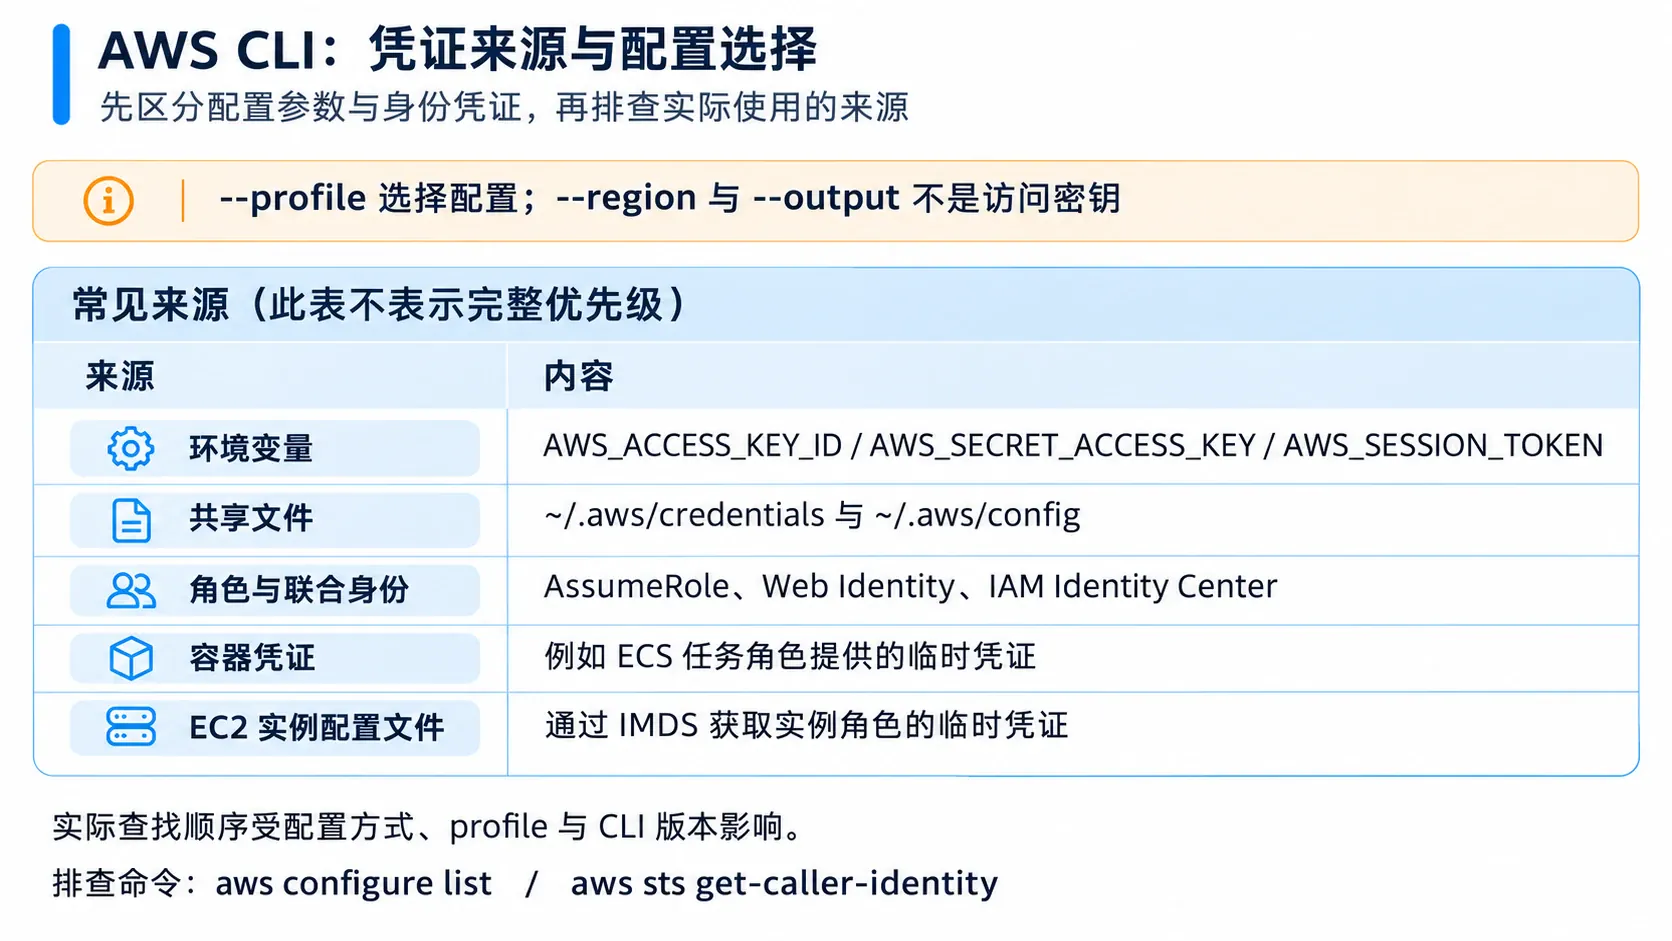 AWS CLI：凭证来源与配置选择
先区分配置参数与身份凭证，再排查实际使用的来源
--profile 选择配置；--region 与 --output 不是访问密钥
常见来源（此表不表示完整优先级）
来源 内容
环境变量 AWS_ACCESS_KEY_ID / AWS_SECRET_ACCESS_KEY / AWS_SESSION_TOKEN
共享文件 ~/.aws/credentials 与 ~/.aws/config
角色与联合身份 AssumeRole、Web Identity、IAM Identity Center
容器凭证 例如 ECS 任务角色提供的临时凭证
EC2 实例配置文件 通过 IMDS 获取实例角色的临时凭证
实际查找顺序受配置方式、profile 与 CLI 版本影响。
排查命令：aws configure list / aws sts get-caller-identity